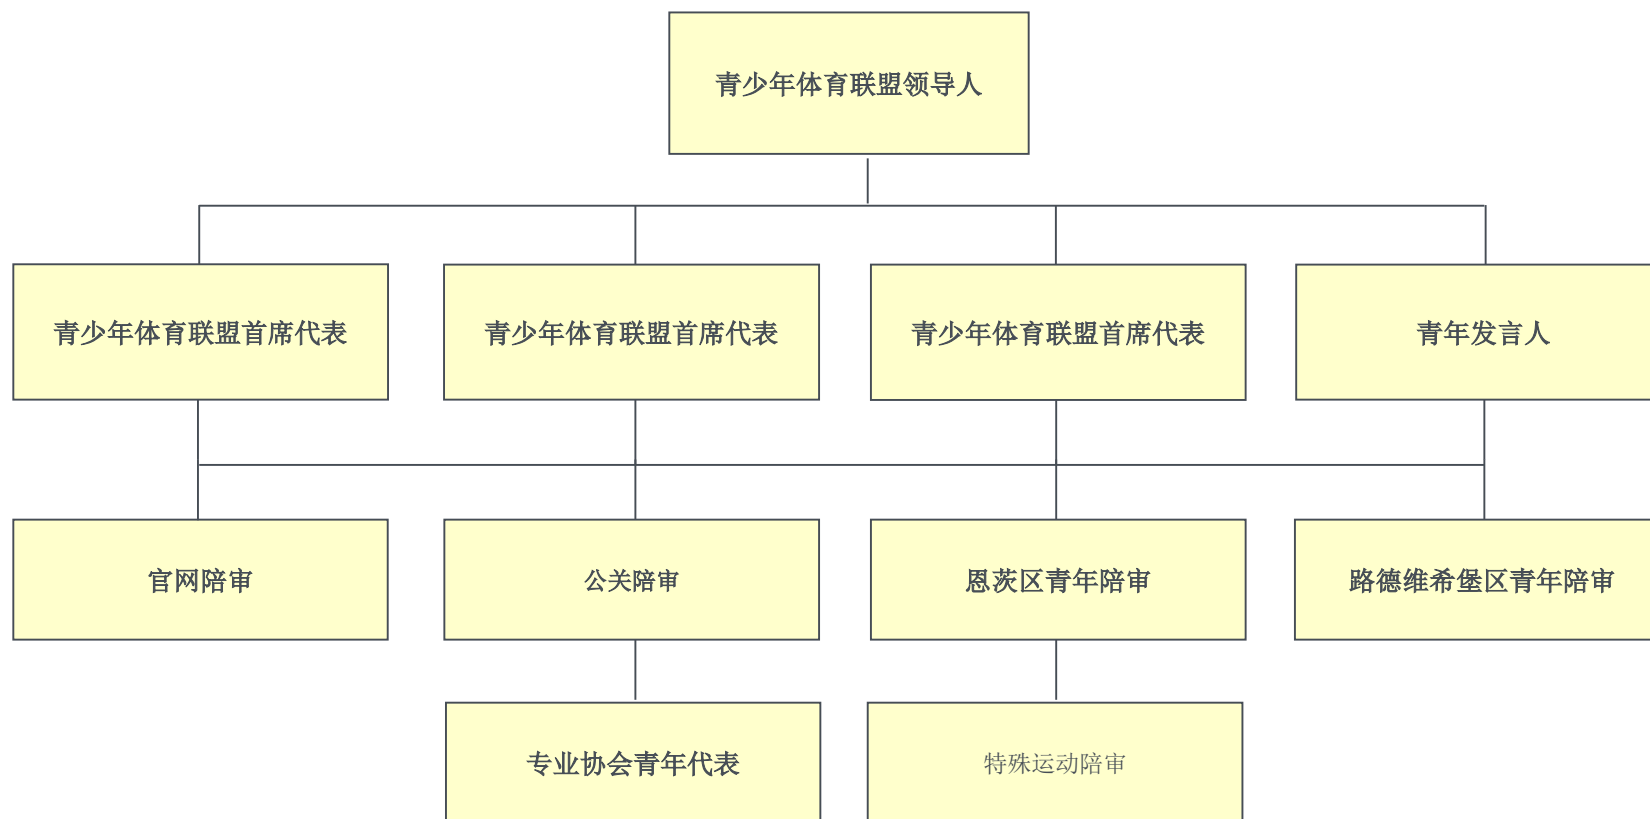 青少年体育联盟领导人
青少年体育联盟首席代表
青少年体育联盟首席代表
青少年体育联盟首席代表
青年发言人
官网陪审
公关陪审
恩茨区青年陪审
路德维希堡区青年陪审
专业协会青年代表
特殊运动陪审